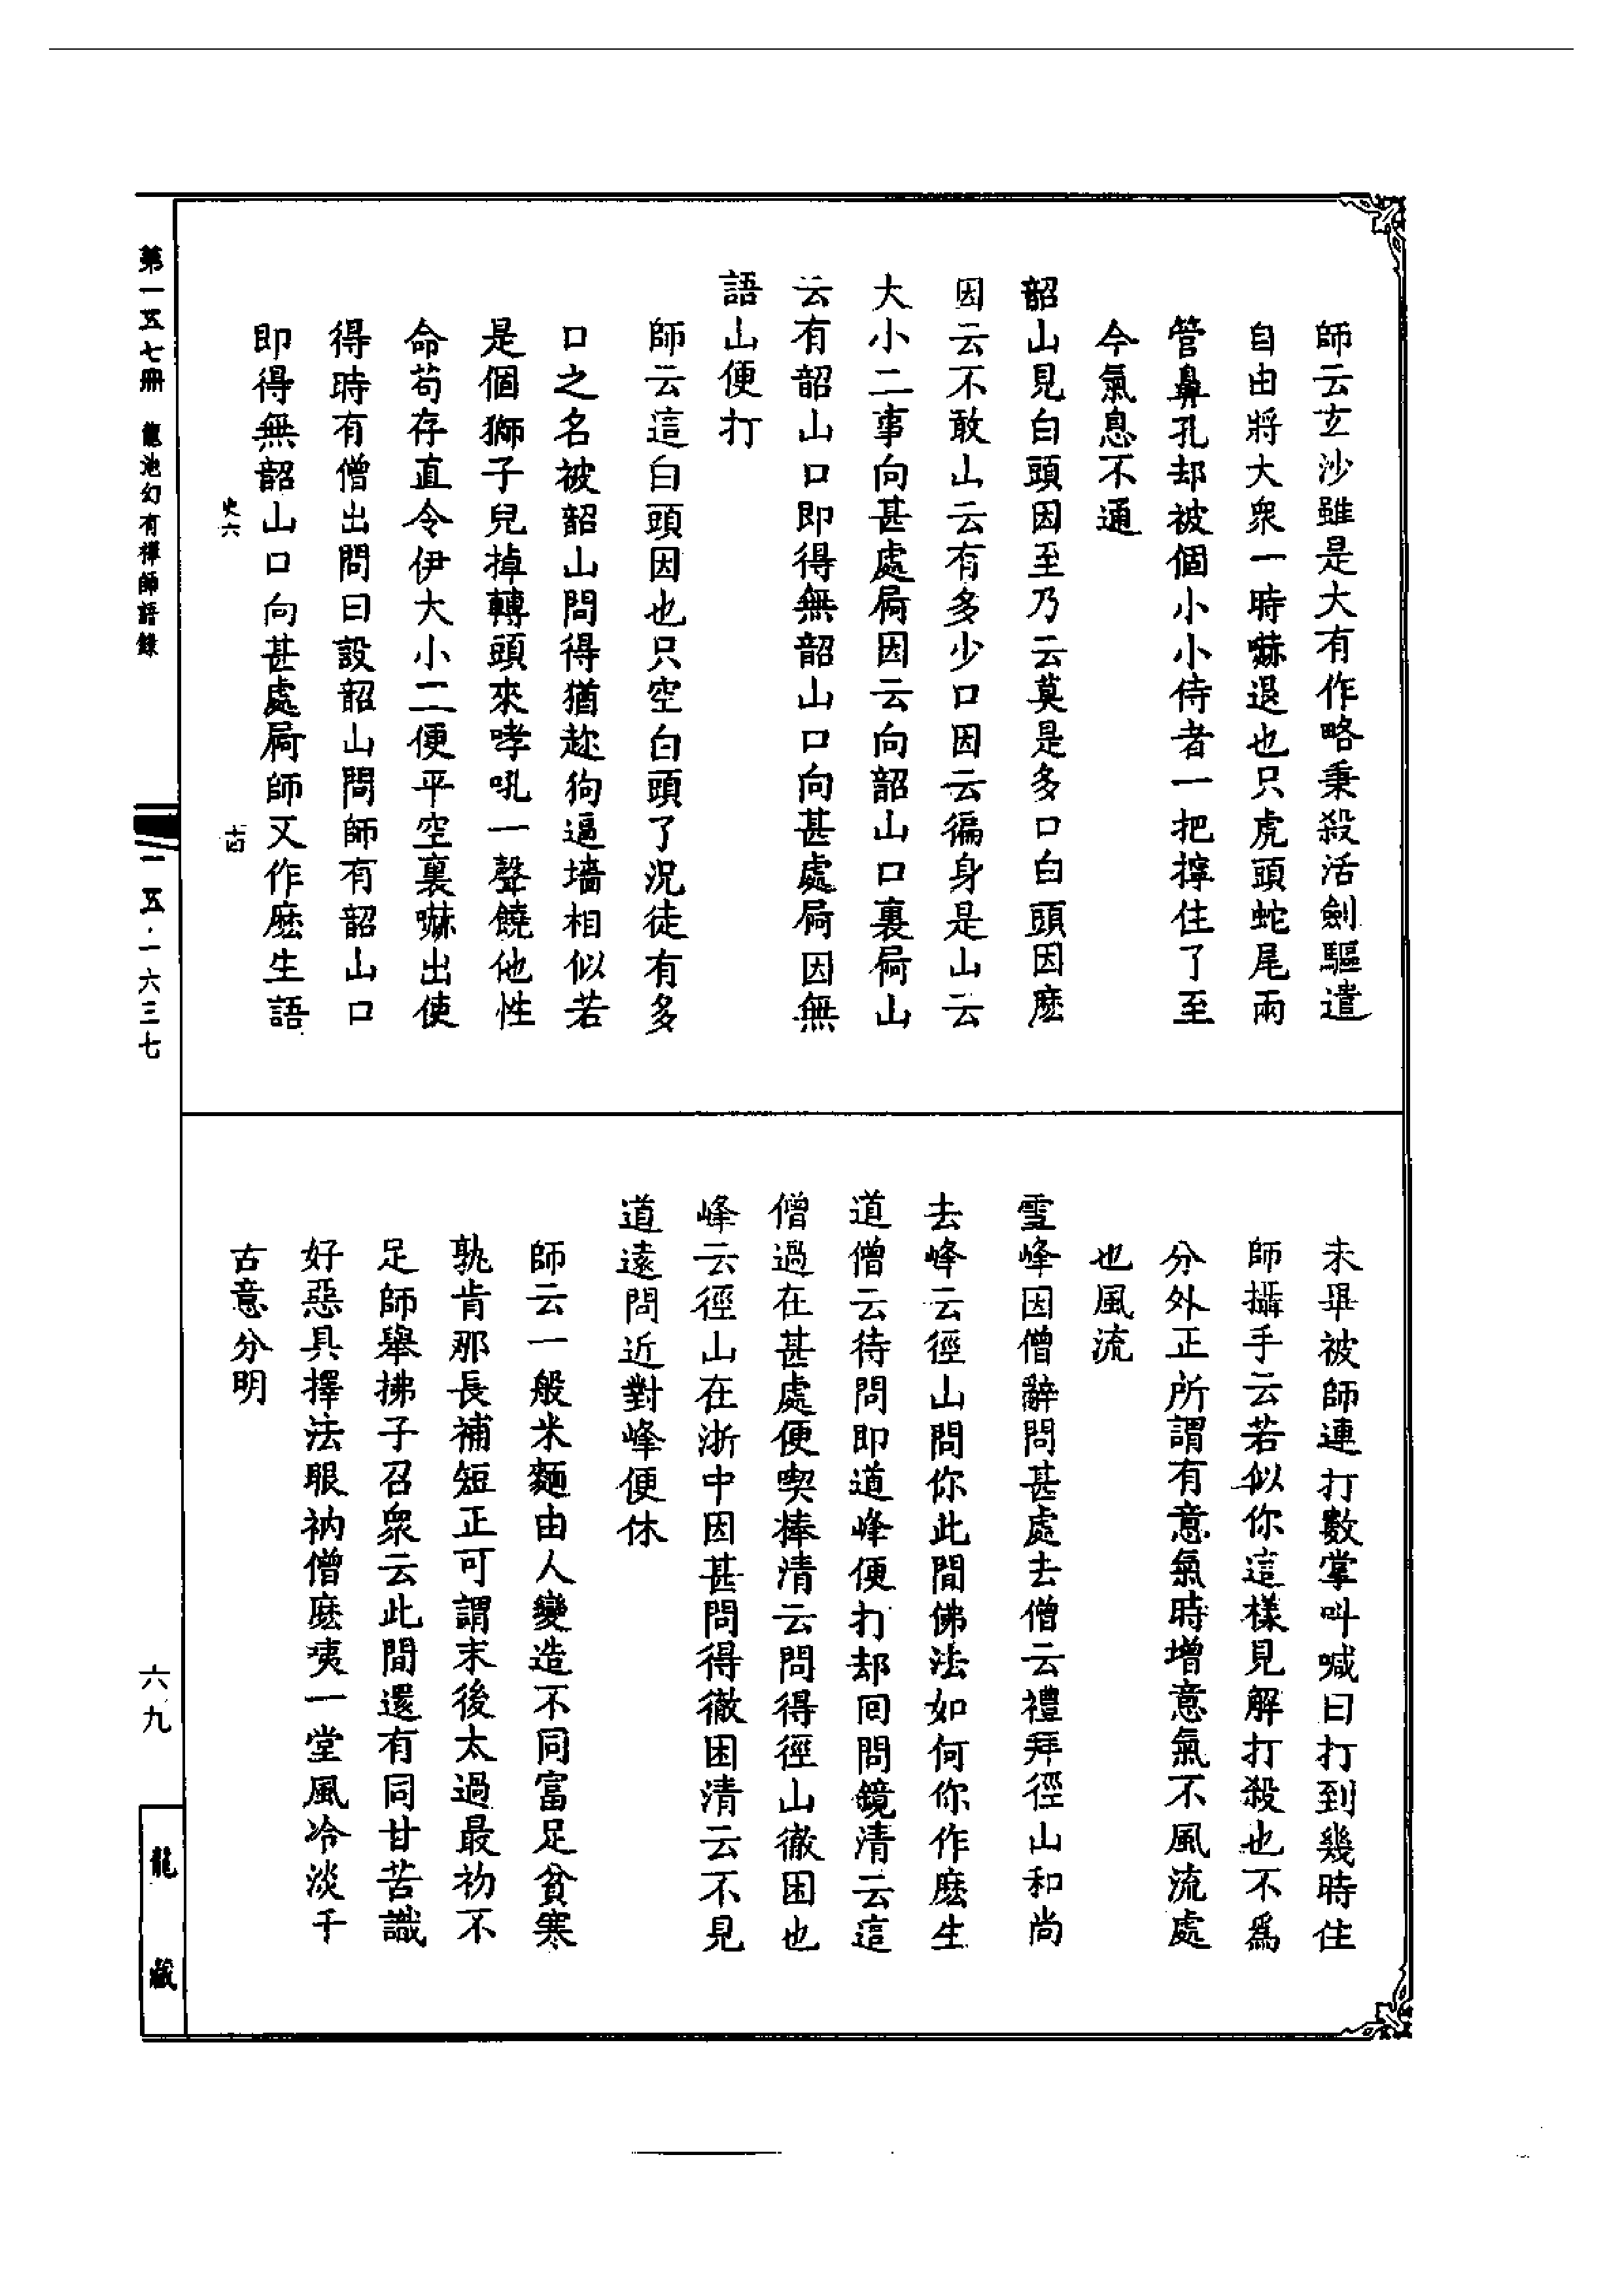 師云玄沙雖是大有作略秉殺活劍驅遣
自由將大衆一時嚇退也只虎頭蛇尾兩
管鼻孔却被個小小侍者一把擰住了至
今氣息不通
韶山見白頭因至乃云莫是多口白頭因麽
因云不敢山云有多少口因云徧身是山云
大小二事向甚處屙因云向韶山口裏屙山
云有韶山口即得無韶山口向甚處屙因無
語山便打
師云這白頭因也只空白頭了況徒有多
口之名被韶山問得猶趂狗逼墻相似若
是個獅子兒掉轉頭來哮吼一聲饒他性
命苟存直令伊大小二便平空裏嚇出使
得時有僧出問曰設韶山問師有韶山口
即得無韶山口向甚處屙師又作麽生語
史六
十四
未畢被師連打數掌叫喊曰打到幾時住
師攝手云若似你這樣見解打殺也不爲
分外正所謂有意氣時增意氣不風流處
也風流
雪峰因僧辭問甚處去僧云禮拜徑山和尚
去峰云徑山問你此間佛法如何你作麽生
道僧云待問即道峰便打却回問鏡清云這
僧過在甚處便喫捧清云問得徑山徹困也
峰云徑山在浙中因甚問得徹困清云不見
道遠問近對峰便休
師云一般米麵由人變造不同富足貧寒
孰肯那長補短正可謂末後太過最初不
足師舉拂子召衆云此間還有同甘苦識
好惡具擇法眼衲僧麽咦一堂風冷淡千
古意分明
第一五七册 龍池幻有禪師語錄
一五·一六三七
六九
龍藏